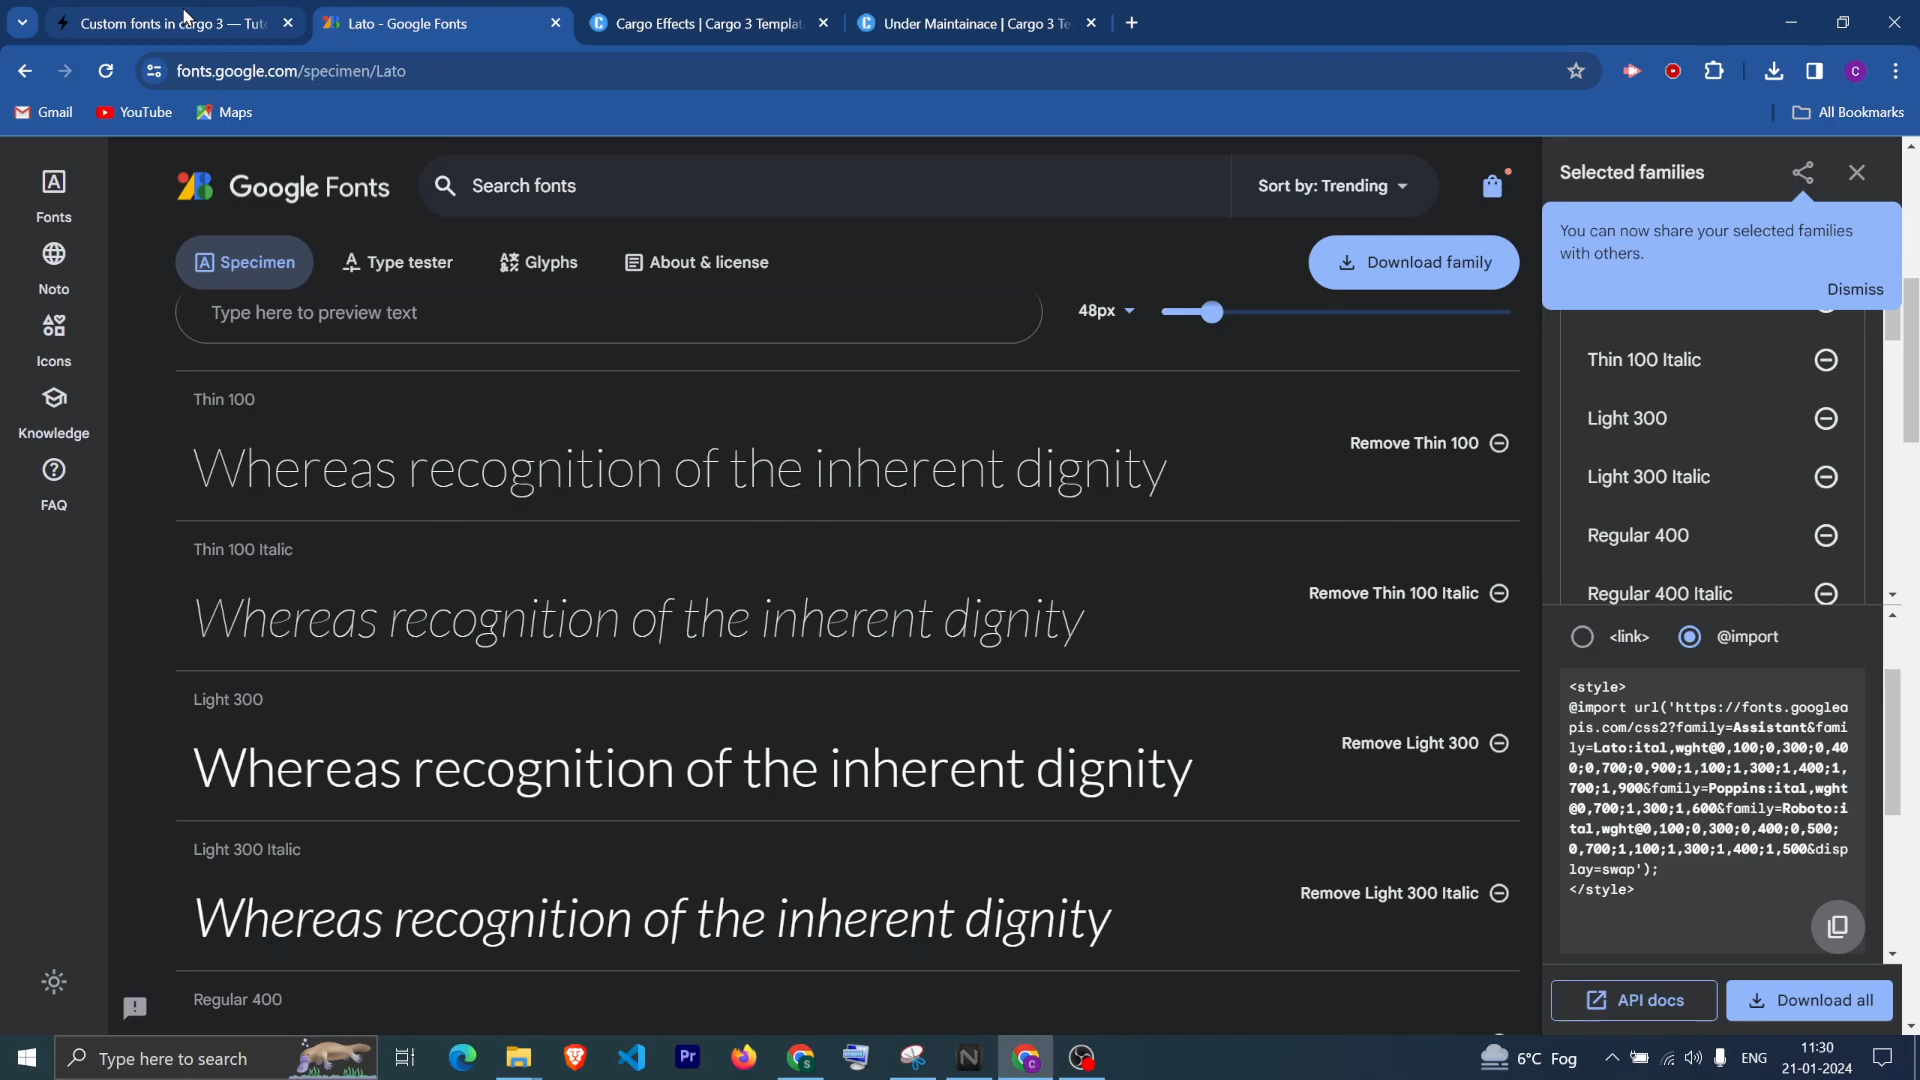 Custom fonts in cargo 3 — Tut
Lato - Google Fonts
Cargo Effects | Cargo 3 Templat
Under Maintainace | Cargo 3 Te
fonts.google.com/specimen/Lato
C
Gmail
YouTube
Maps
All Bookmarks
Fonts
Noto
Icons
Knowledge
FAQ
Google Fonts
Search fonts
Sort by: Trending
Specimen
Type tester
Glyphs
About & license
Download family
Type here to preview text
48px
Thin 100
Whereas recognition of the inherent dignity
Remove Thin 100
Thin 100 Italic
Whereas recognition of the inherent dignity
Remove Thin 100 Italic
Light 300
Whereas recognition of the inherent dignity
Remove Light 300
Light 300 Italic
Whereas recognition of the inherent dignity
Remove Light 300 Italic
Regular 400
Selected families
You can now share your selected families
with others.
Dismiss
Thin 100 Italic
Light 300
Light 300 Italic
Regular 400
Regular 400 Italic
<link>
@import
<style>
@import url('https://fonts.googlea
pis.com/css2?family=Assistant&fami
ly=Lato:ital,wght@0,100;0,300;0,40
0;0,700;0,900;1,100;1,300;1,400;1,
700;1,900&family=Poppins:ital,wght
@0,700;1,300;1,600&family=Roboto:i
tal,wght@0,100;0,300;0,400;0,500;
0,700;1,100;1,300;1,400;1,500&disp
lay=swap');
</style>
API docs
Download all
Type here to search
Pr
6°C Fog
ENG
11:30
21-01-2024